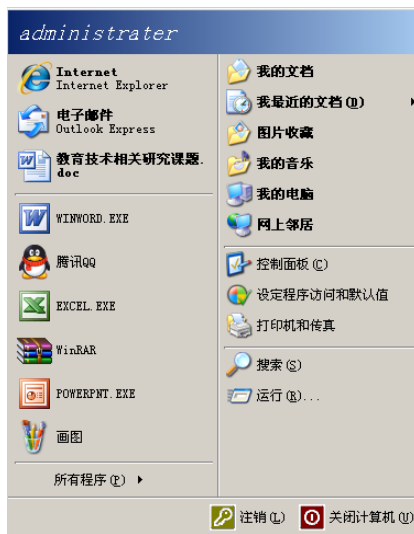 administrater
Internet
Internet Explorer
电子邮件
Outlook Express
教育技术相关研究课题.
doc
WINWORD.EXE
腾讯QQ
EXCEL.EXE
WinRAR
POWERPNT.EXE
画图
所有程序(P)
我的文档
我最近的文档(D)
图片收藏
我的音乐
我的电脑
网上邻居
控制面板(C)
设定程序访问和默认值
打印机和传真
搜索(S)
运行(R)...
注销(L)
关闭计算机(U)